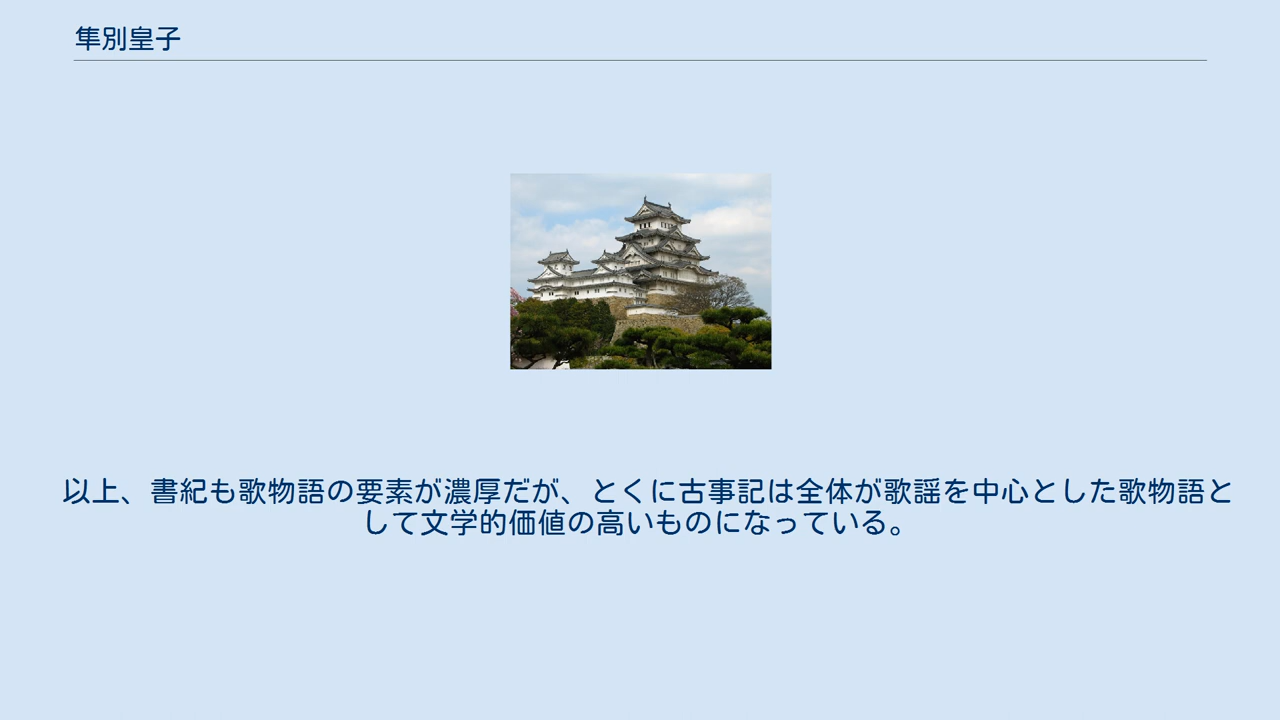 隼別皇子
以上、書紀も歌物語の要素が濃厚だが、とくに古事記は全体が歌謡を中心とした歌物語と
して文学的価値の高いものになっている。